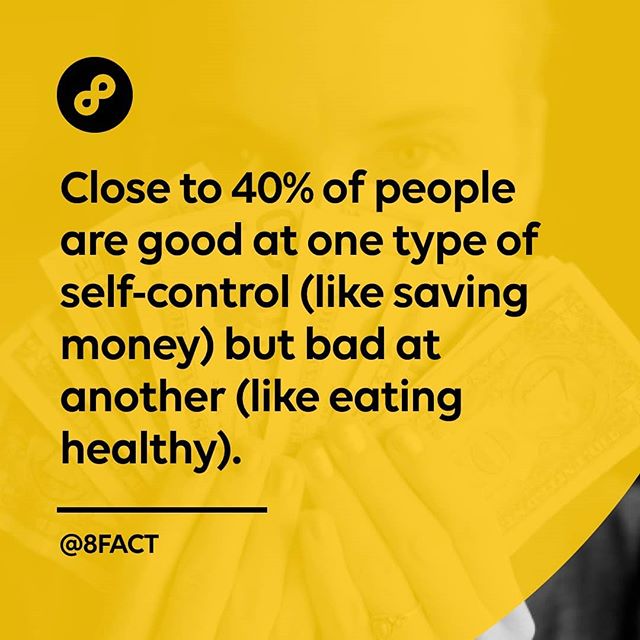 Close to 40% of people
are good at one type of
self-control (like saving
money) but bad at
another (like eating
healthy).
@8FACT